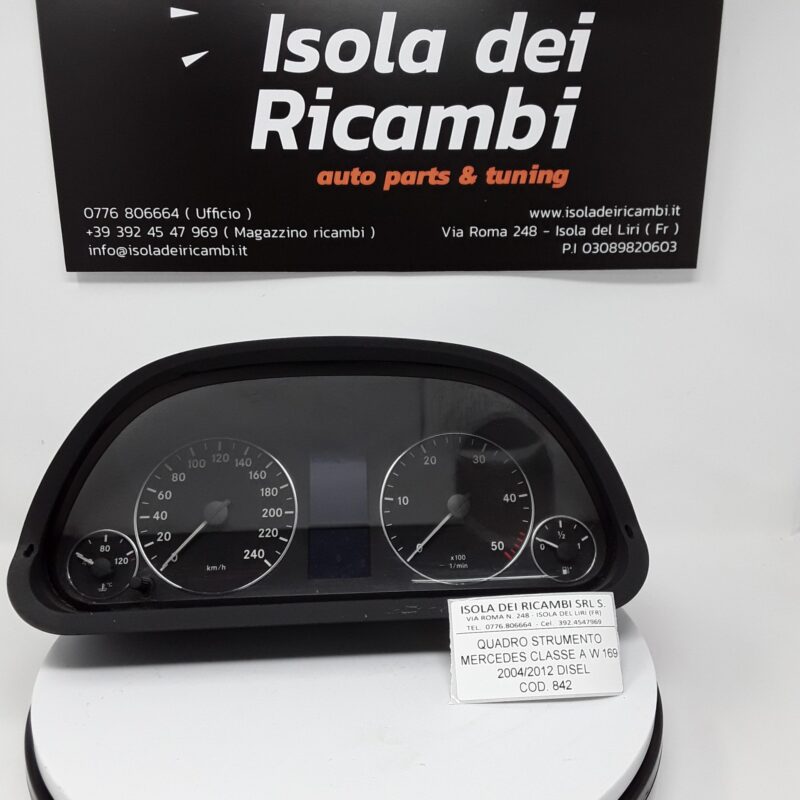 Isola dei
Ricambi
auto parts & tuning
0776 806664 ( Ufficio )
+39 392 45 47 969 ( Magazzino ricambi )
info@isoladeiricambi.it
www.isoladeiricambi.it
Via Roma 248 - Isola del Liri ( Fr )
P.I 03089820603
0 20 40 60 80 100 120 140 160 180 200 220 240
km/h
0 10 20 30 40 50
x100
1/min
80
120
°C
0 1/2 1
ISOLA DEI RICAMBI SRL S.
VIA ROMA N. 248 - ISOLA DEL LIRI (FR)
TEL. 0776.806664 - Cel. 392.4547969
QUADRO STRUMENTO
MERCEDES CLASSE A W 169
2004/2012 DISEL
COD. 842